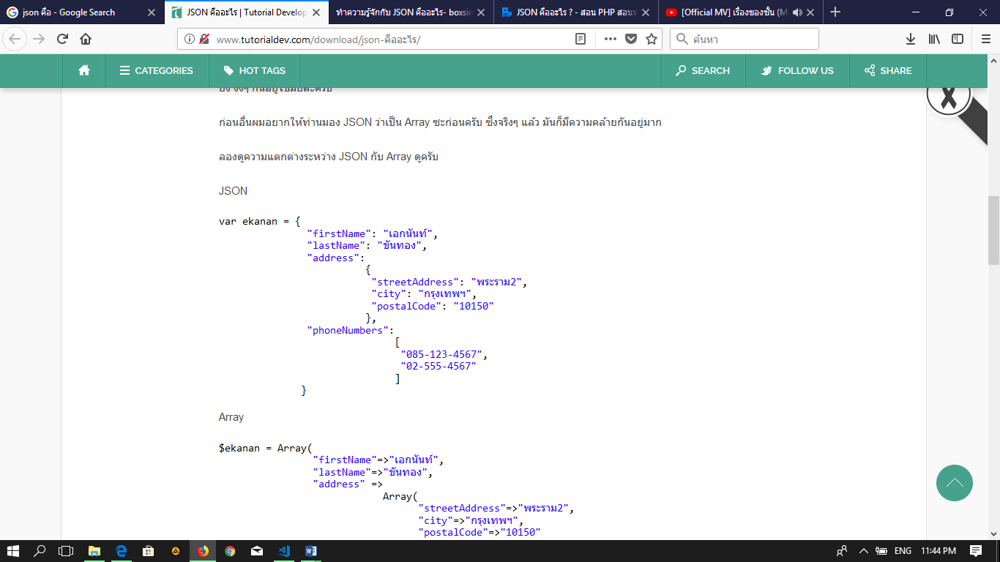 json คือ - Google Search
JSON คืออะไร | Tutorial Develop
ทำความรู้จักกับ JSON คืออะไร- boxsin
JSON คืออะไร ? - สอน PHP สอนท
[Official MV] เรื่องของชั้น (M
www.tutorialdev.com/download/json-คืออะไร/
ค้นหา
CATEGORIES
HOT TAGS
SEARCH
FOLLOW US
SHARE
ก่อนอื่นผมอยากให้ท่านมอง JSON ว่าเป็น Array ซะก่อนครับ ซึ่งจริงๆ แล้ว มันก็มีความคล้ายกันอยู่มาก
ลองดูความแตกต่างระหว่าง JSON กับ Array ดูครับ
JSON
var ekanan = {
"firstName": "เอกนันท์",
"lastName": "ขันทอง",
"address":
{
"streetAddress": "พระราม2",
"city": "กรุงเทพฯ",
"postalCode": "10150"
},
"phoneNumbers":
[
"085-123-4567",
"02-555-4567"
]
}
Array
$ekanan = Array(
"firstName"=>"เอกนันท์",
"lastName"=>"ขันทอง",
"address" =>
Array(
"streetAddress"=>"พระราม2",
"city"=>"กรุงเทพฯ",
"postalCode"=>"10150"
ENG
11:44 PM